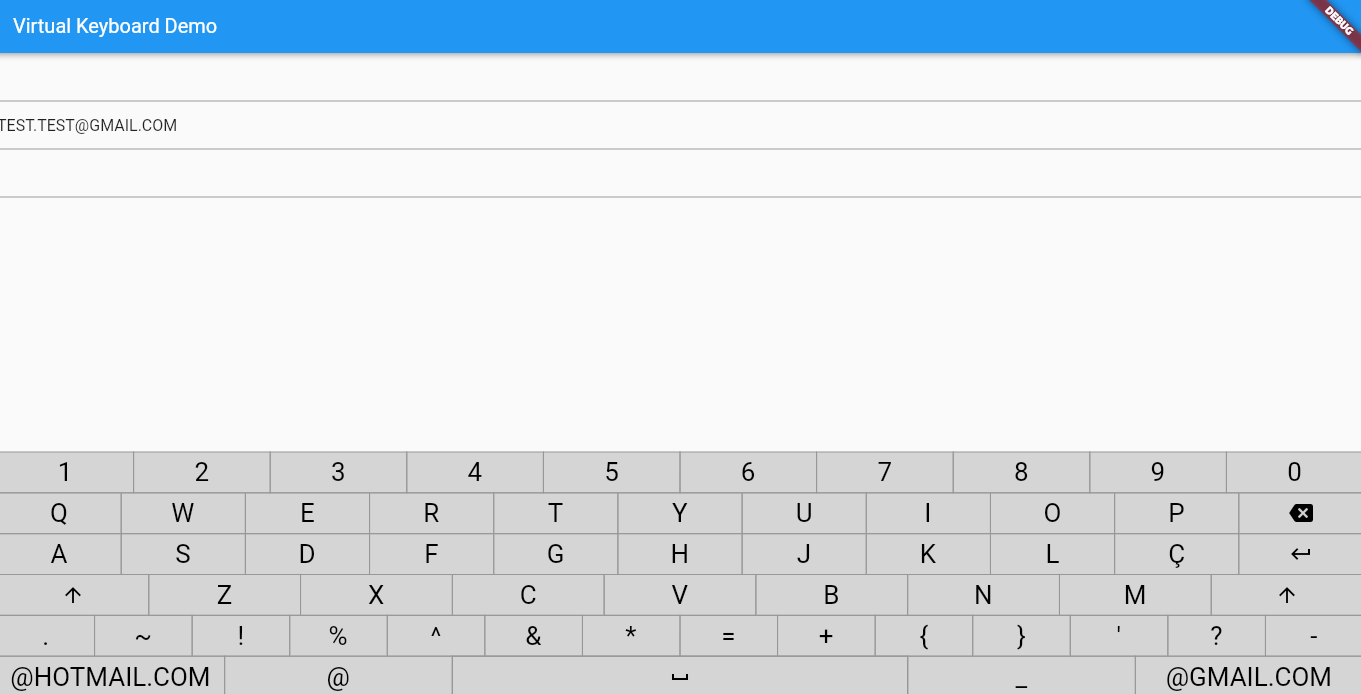 Virtual Keyboard Demo
DEBUG
TEST.TEST@GMAIL.COM
1 2 3 4 5 6 7 8 9 0
Q W E R T Y U I O P
A S D F G H J K L Ç
Z X C V B N M
. ~ ! % ^ & * = + { } ' ? -
@HOTMAIL.COM @ _ @GMAIL.COM